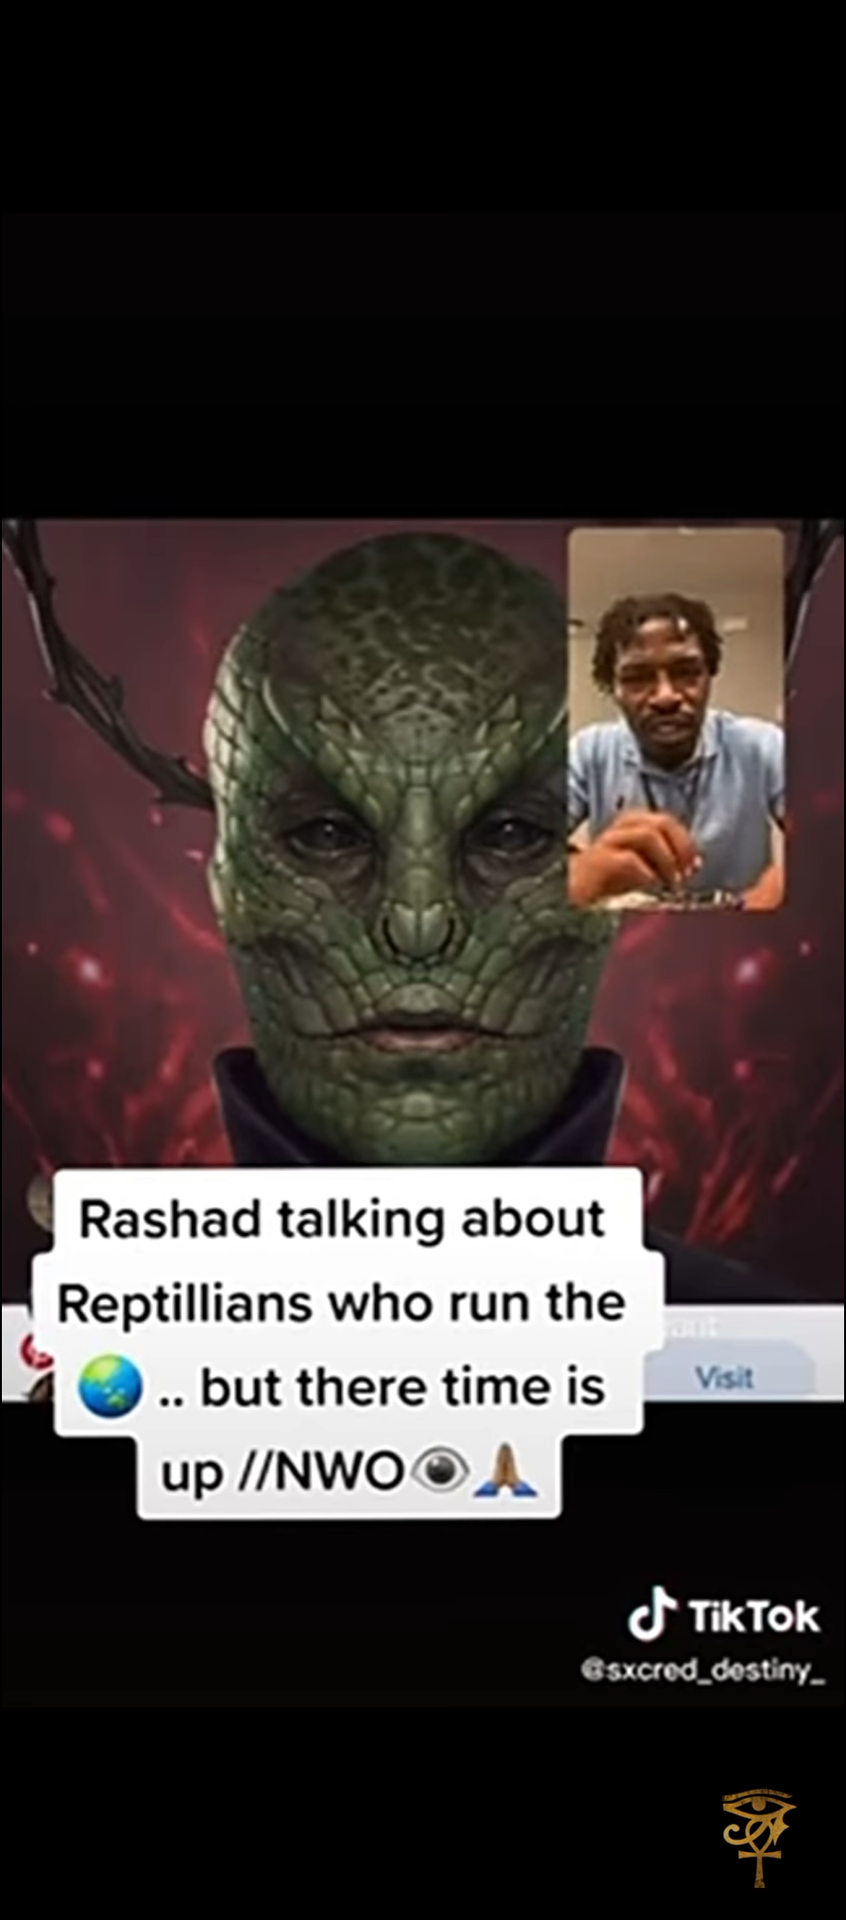 Rashad talking about
Reptillians who run the
🌏 .. but there time is
up //NWO👁️🙏🏽
Visit
TikTok
@sxcred_destiny_